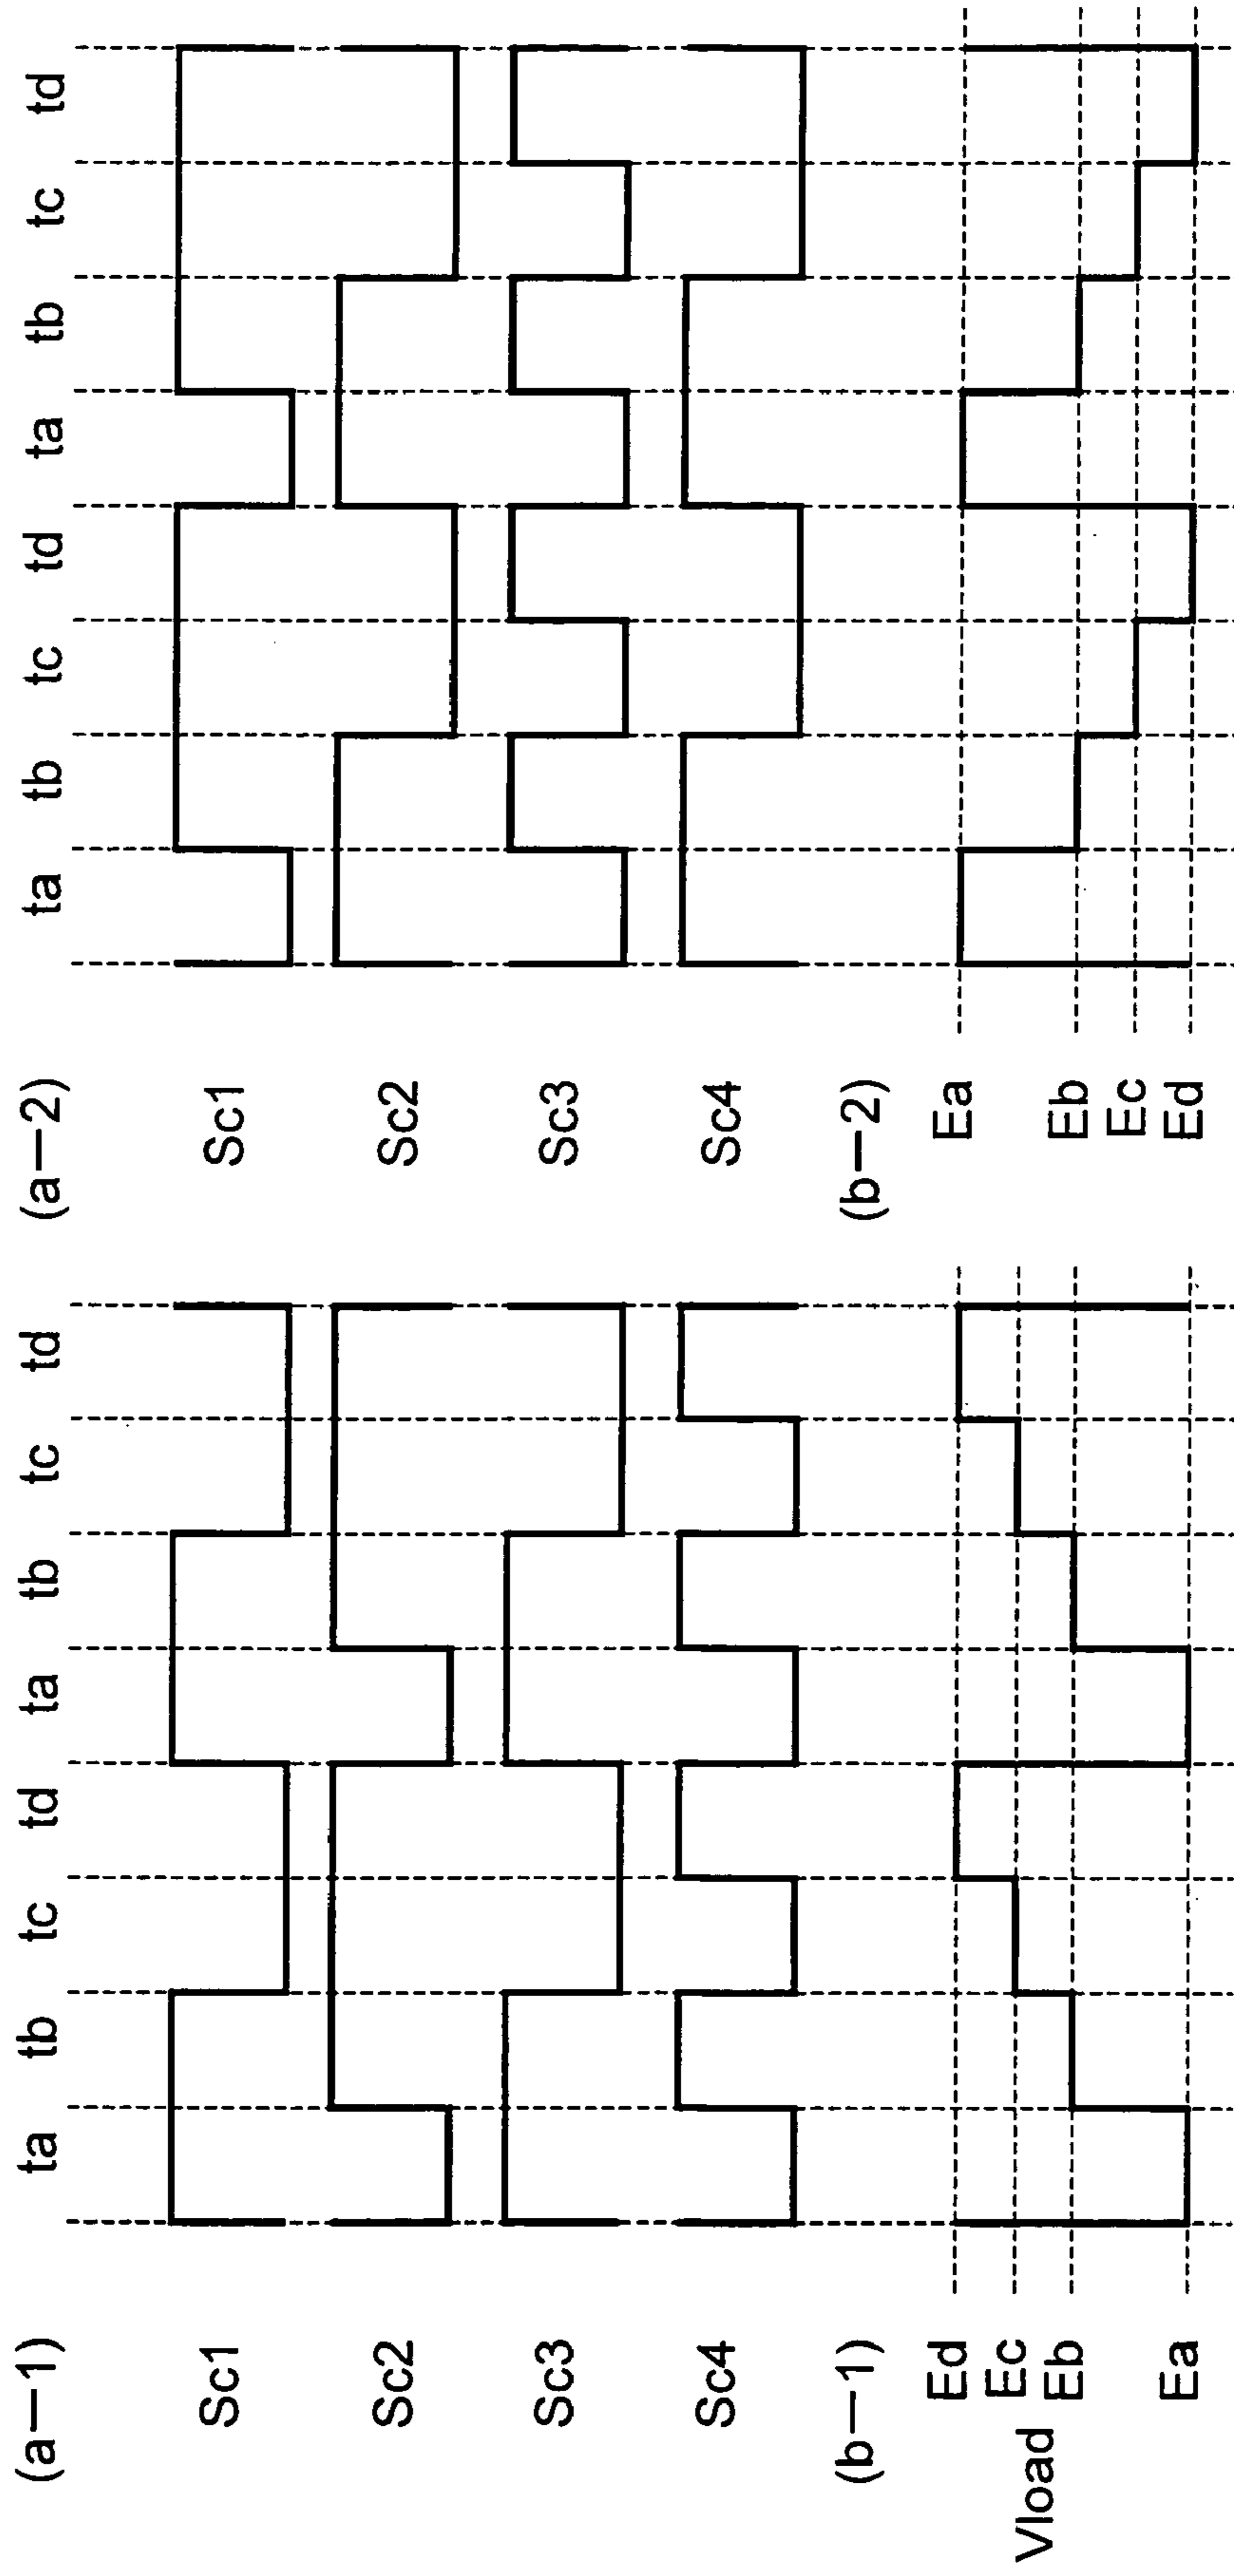 (a−1)
ta tb tc td ta tb tc td
Sc1
Sc2
Sc3
Sc4
(b−1)
Ed
Ec
Vload
Eb
Ea
(a−2)
ta tb tc td ta tb tc td
Sc1
Sc2
Sc3
Sc4
(b−2)
Ea
Eb
Ec
Ed